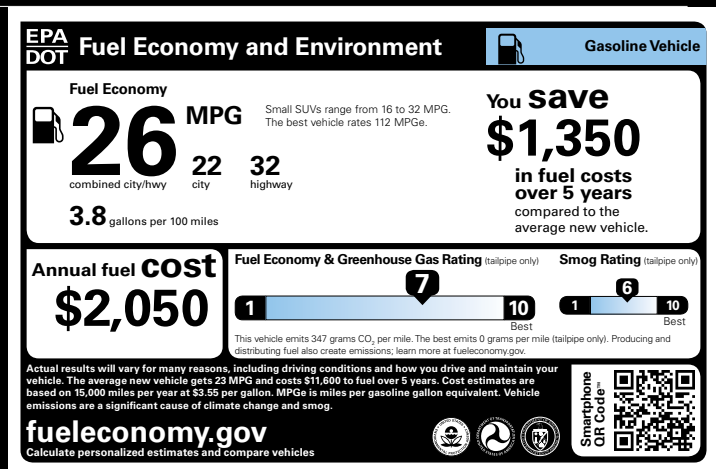 EPA
DOT
Fuel Economy and Environment
Gasoline Vehicle
Fuel Economy
26
MPG
combined city/hwy
22
city
32
highway
3.8 gallons per 100 miles
Small SUVs range from 16 to 32 MPG.
The best vehicle rates 112 MPGe.
You save
$1,350
in fuel costs
over 5 years
compared to the
average new vehicle.
Annual fuel cost
$2,050
Fuel Economy & Greenhouse Gas Rating (tailpipe only)
7
1
10
Best
Smog Rating (tailpipe only)
6
1
10
Best
This vehicle emits 347 grams CO₂ per mile. The best emits 0 grams per mile (tailpipe only). Producing and
distributing fuel also create emissions; learn more at fueleconomy.gov.
Actual results will vary for many reasons, including driving conditions and how you drive and maintain your
vehicle. The average new vehicle gets 23 MPG and costs $11,600 to fuel over 5 years. Cost estimates are
based on 15,000 miles per year at $3.55 per gallon. MPGe is miles per gasoline gallon equivalent. Vehicle
emissions are a significant cause of climate change and smog.
fueleconomy.gov
Calculate personalized estimates and compare vehicles
Smartphone
QR Code™